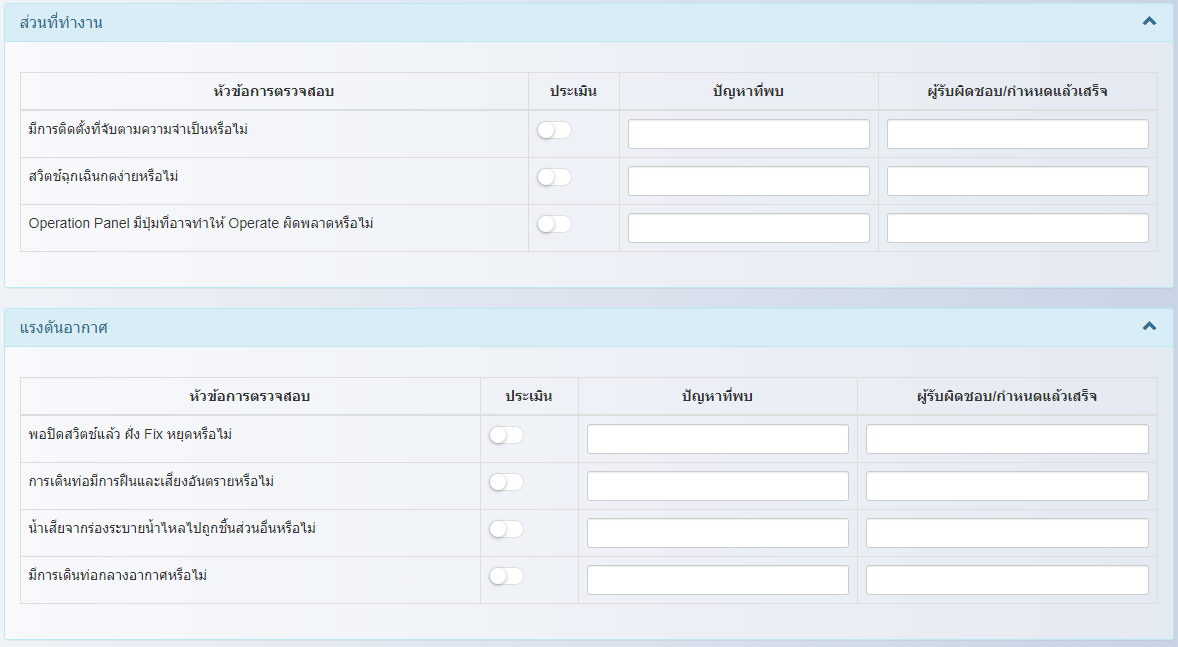 ส่วนที่ทำงาน
หัวข้อการตรวจสอบ ประเมิน ปัญหาที่พบ ผู้รับผิดชอบ/กำหนดแล้วเสร็จ
มีการติดตั้งที่จับตามความจำเป็นหรือไม่
สวิตช์ฉุกเฉินกดง่ายหรือไม่
Operation Panel มีปุ่มที่อาจทำให้ Operate ผิดพลาดหรือไม่
แรงดันอากาศ
หัวข้อการตรวจสอบ ประเมิน ปัญหาที่พบ ผู้รับผิดชอบ/กำหนดแล้วเสร็จ
พอปิดสวิตช์แล้ว ฝั่ง Fix หยุดหรือไม่
การเดินท่อมีการฝืนและเสี่ยงอันตรายหรือไม่
น้ำเสียจากร่องระบายน้ำไหลไปถูกชิ้นส่วนอื่นหรือไม่
มีการเดินท่อกลางอากาศหรือไม่